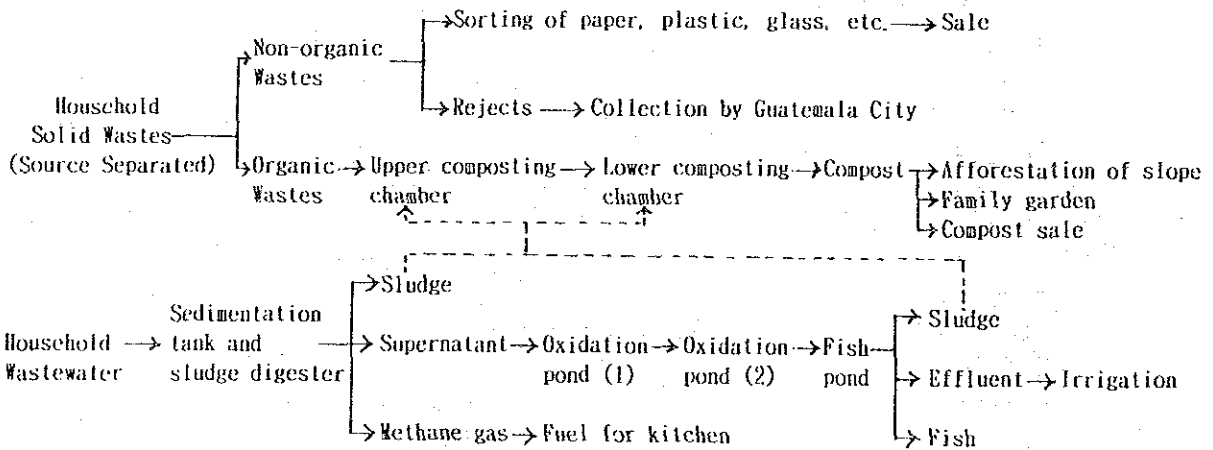 Sorting of paper, plastic, glass, etc. Sale
Non-organic
Wastes
Household
Solid Wastes
(Source Separated)
Rejects Collection by Guatemala City
Organic Upper composting Lower composting Compost Afforestation of slope
Wastes chamber chamber Family garden
Compost sale
Sludge
Sedimentation
tank and
sludge digester
Household
Wastewater
Supernatant Oxidation Oxidation Fish
pond (1) pond (2) pond
Sludge
Effluent Irrigation
Methane gas Fuel for kitchen
Fish